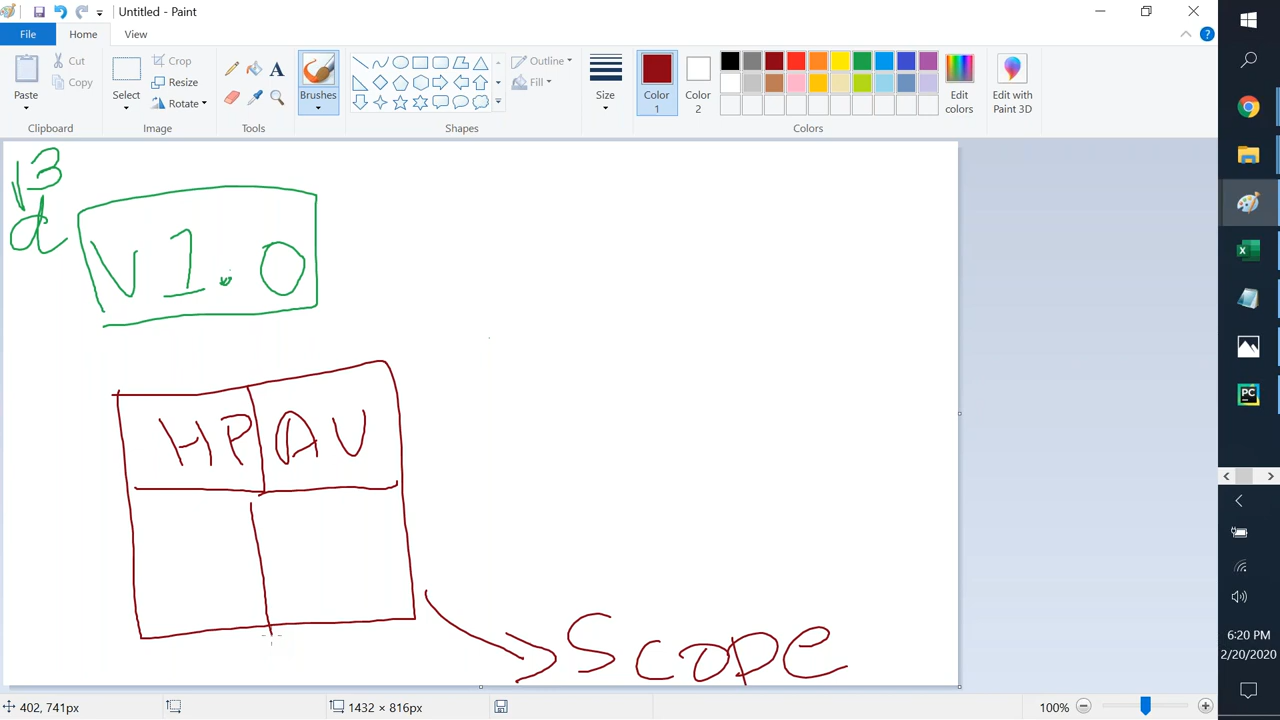 Untitled - Paint
File
Home
View
Paste
Cut
Copy
Clipboard
Select
Crop
Resize
Rotate
Image
A
Tools
Brushes
Outline
Fill
Shapes
Size
Color 1
Color 2
Edit colors
Colors
Edit with Paint 3D
13
d
V 1.0
HP AV
Scope
PC
6:20 PM
2/20/2020
402, 741px
1432 × 816px
100%